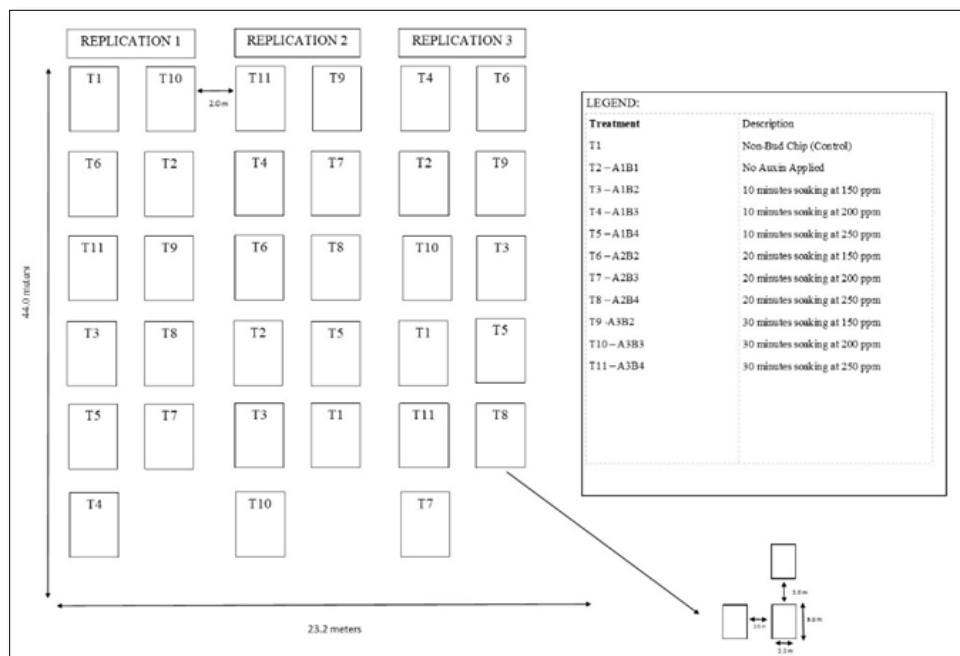 REPLICATION 1 REPLICATION 2 REPLICATION 3
T1 T10 T11 T9 T4 T6
2.0 m
T6 T2 T4 T7 T2 T9
T11 T9 T6 T8 T10 T3
44.0 meters
T3 T8 T2 T5 T1 T5
T5 T7 T3 T1 T11 T8
T4 T10 T7
23.2 meters
LEGEND:
Treatment Description
T1 Non-Bud Chip (Control)
T2 – A1B1 No Auxin Applied
T3 – A1B2 10 minutes soaking at 150 ppm
T4 – A1B3 10 minutes soaking at 200 ppm
T5 – A1B4 10 minutes soaking at 250 ppm
T6 – A2B2 20 minutes soaking at 150 ppm
T7 – A2B3 20 minutes soaking at 200 ppm
T8 – A2B4 20 minutes soaking at 250 ppm
T9 -A3B2 30 minutes soaking at 150 ppm
T10 – A3B3 30 minutes soaking at 200 ppm
T11 – A3B4 30 minutes soaking at 250 ppm